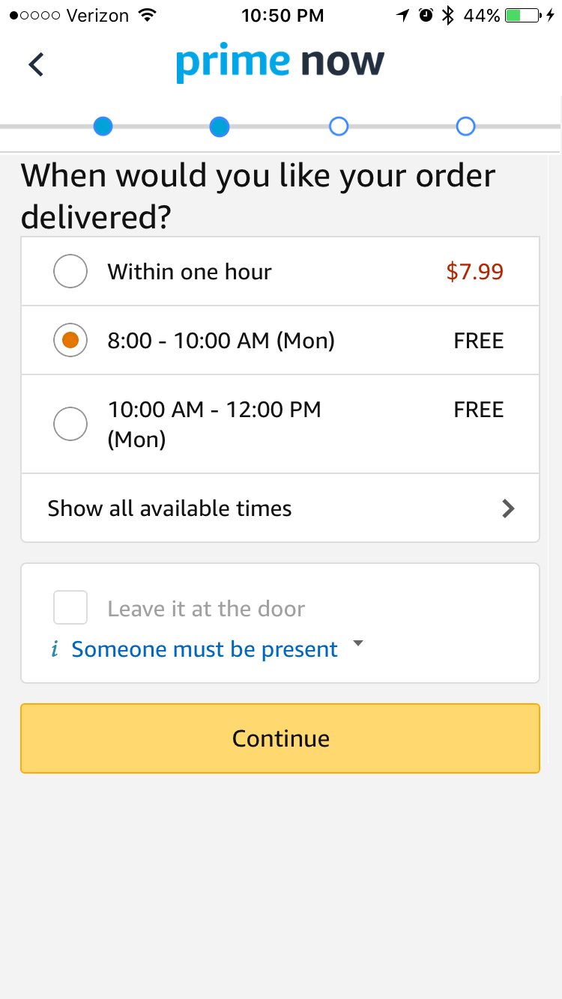 Verizon 10:50 PM 44%
prime now
When would you like your order
delivered?
Within one hour $7.99
8:00 - 10:00 AM (Mon) FREE
10:00 AM - 12:00 PM FREE
(Mon)
Show all available times
Leave it at the door
i Someone must be present
Continue